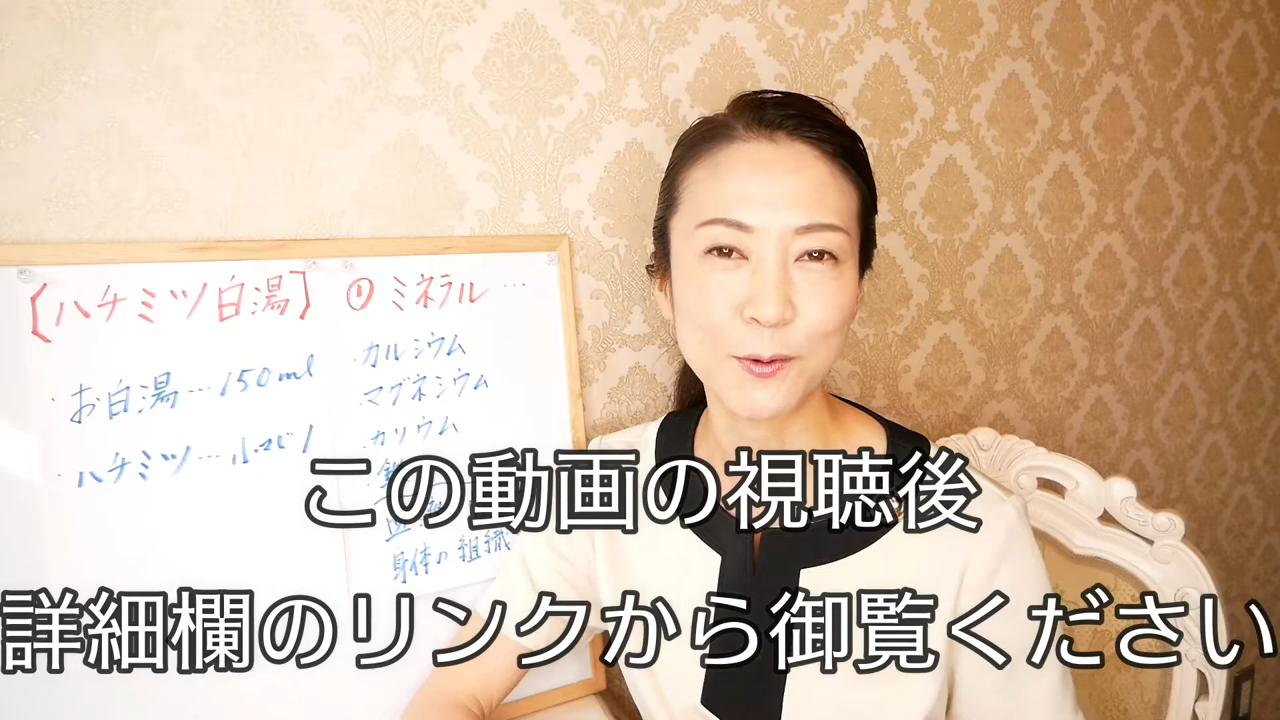 [ハチミツ白湯]
・お白湯…150ml
・ハチミツ…小さじ1
① ミネラル…
・カルシウム
・マグネシウム
・カリウム
身体の組織
この動画の視聴後
詳細欄のリンクから御覧ください